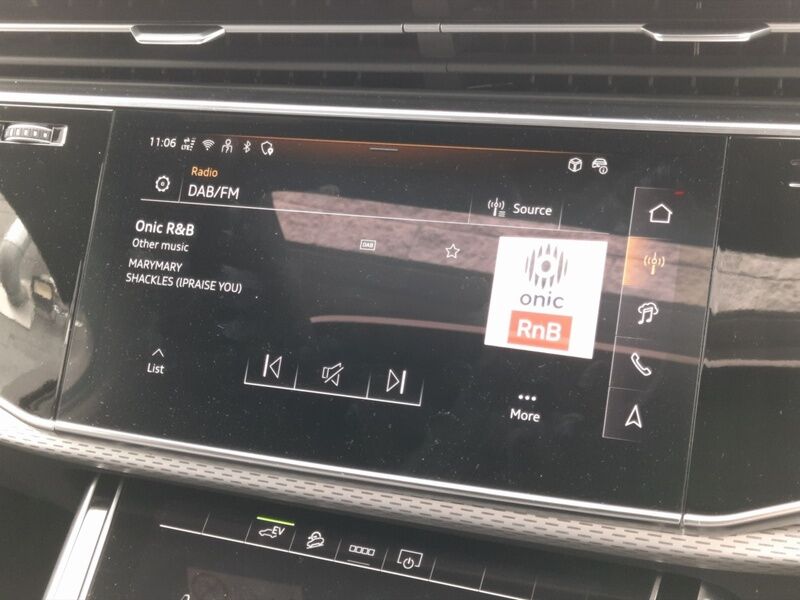 11:06
LTE
Radio
DAB/FM
Source
Onic R&B
Other music
DAB
MARYMARY
SHACKLES (IPRAISE YOU)
onic
RnB
List
More
EV